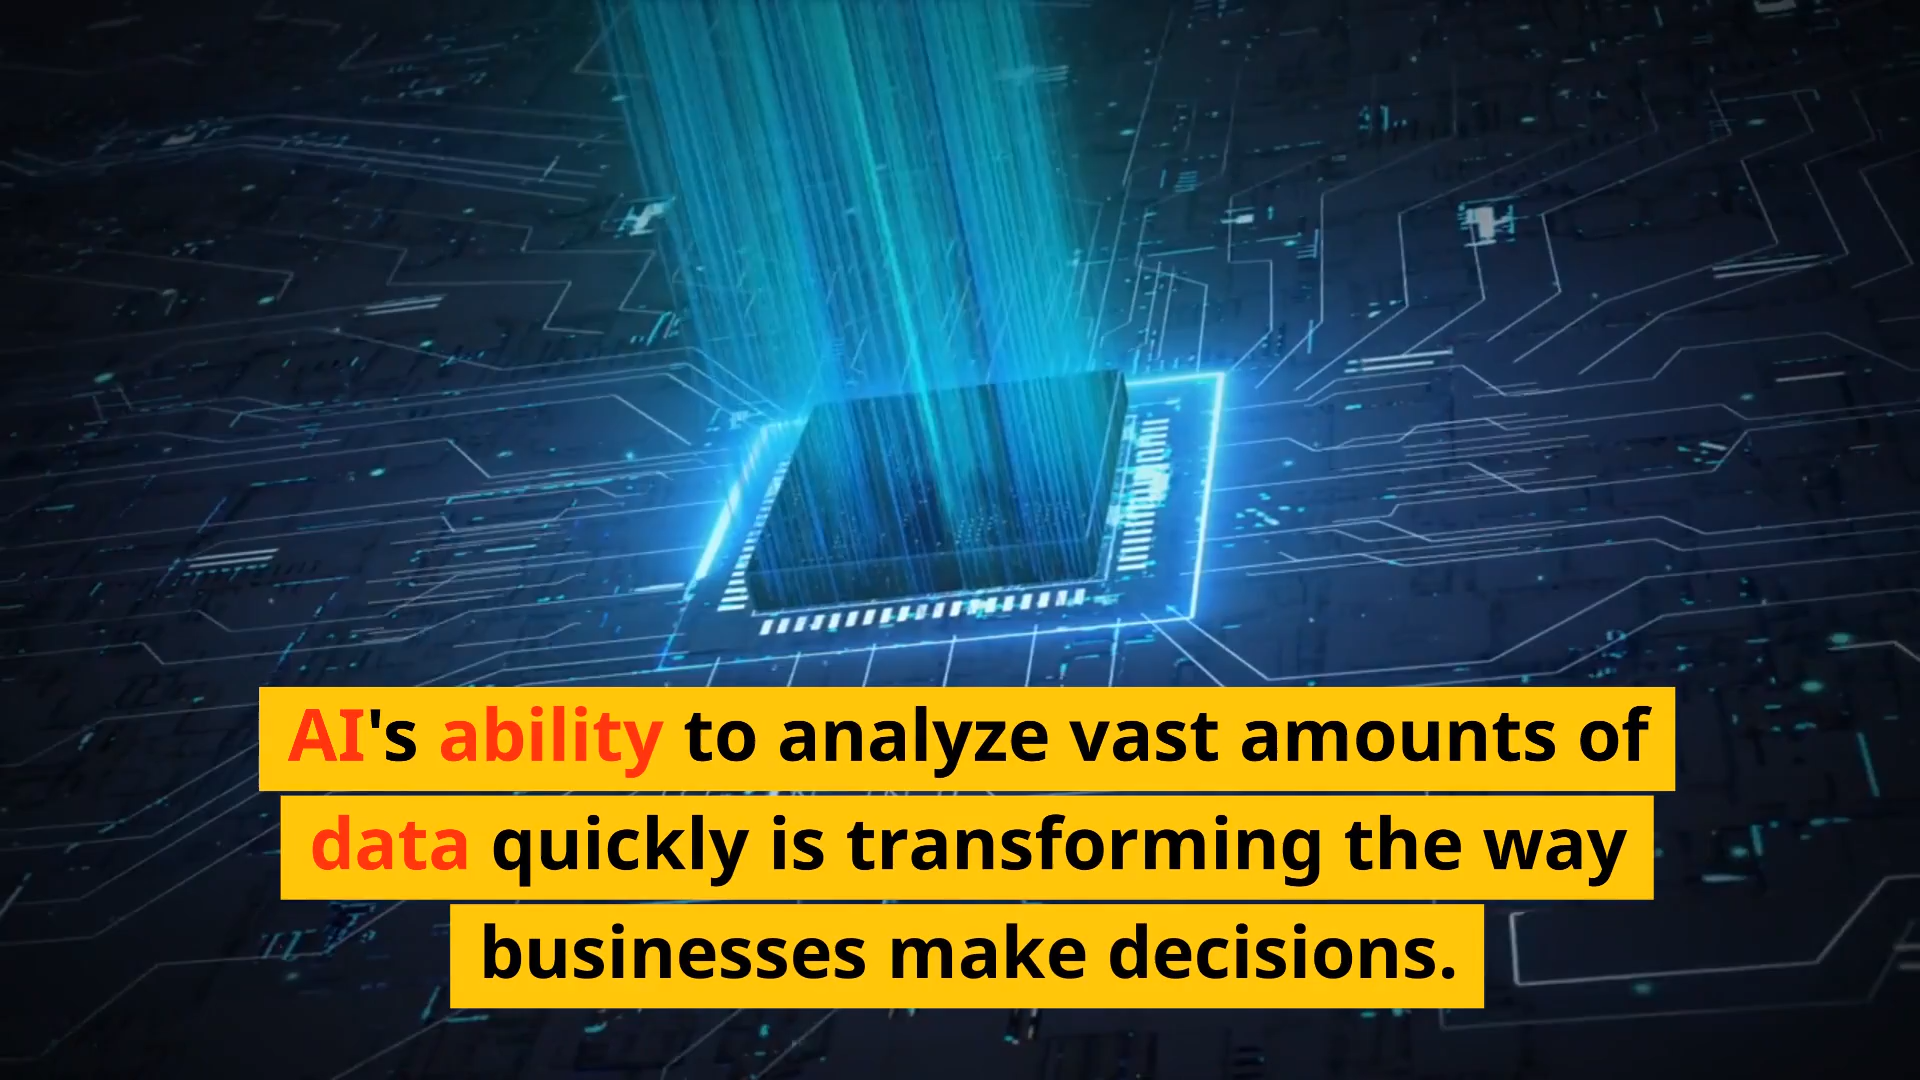 AI's ability to analyze vast amounts of
data quickly is transforming the way
businesses make decisions.